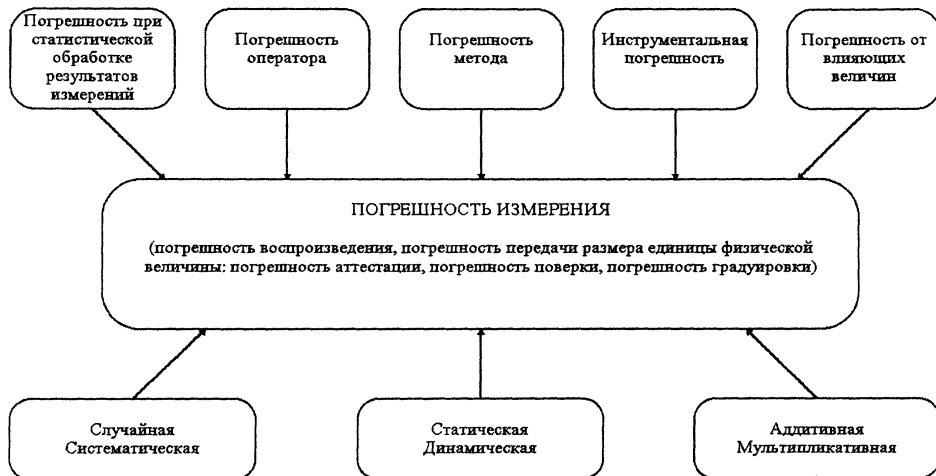 Погрешность при
статистической
обработке
результатов
измерений
Погрешность
оператора
Погрешность
метода
Инструментальная
погрешность
Погрешность от
влияющих
величин
ПОГРЕШНОСТЬ ИЗМЕРЕНИЯ
(погрешность воспроизведения, погрешность передачи размера единицы физической
величины: погрешность аттестации, погрешность поверки, погрешность градуировки)
Случайная
Систематическая
Статическая
Динамическая
Аддитивная
Мультипликативная